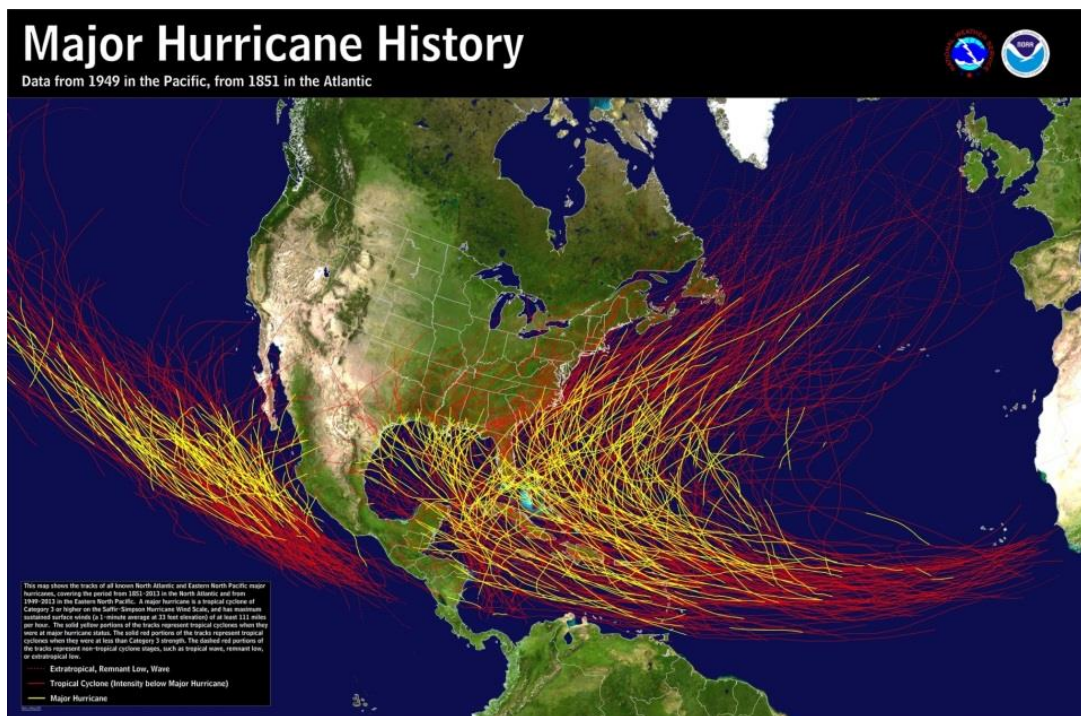 Major Hurricane History
Data from 1949 in the Pacific, from 1851 in the Atlantic
NOAA
This map shows the tracks of all known North Atlantic and Eastern North Pacific major
hurricanes, covering the period from 1851-2013 in the North Atlantic and from
1949-2013 in the Eastern North Pacific. A major hurricane is a tropical cyclone of
Category 3 or higher on the Saffir-Simpson Hurricane Wind Scale, and has maximum
sustained surface winds (a 1-minute average at 33 foot elevation) of at least 111 miles
per hour. The solid yellow portions of the tracks represent tropical cyclones when they
were at major hurricane status. The solid red portions of the tracks represent tropical
cyclones when they were at less than Category 3 strength. The dashed red portions of
the tracks represent non-tropical cyclone stages, such as tropical wave, remnant low,
or extratropical low.
Extratropical, Remnant Low, Wave
Tropical Cyclone (Intensity below Major Hurricane)
Major Hurricane